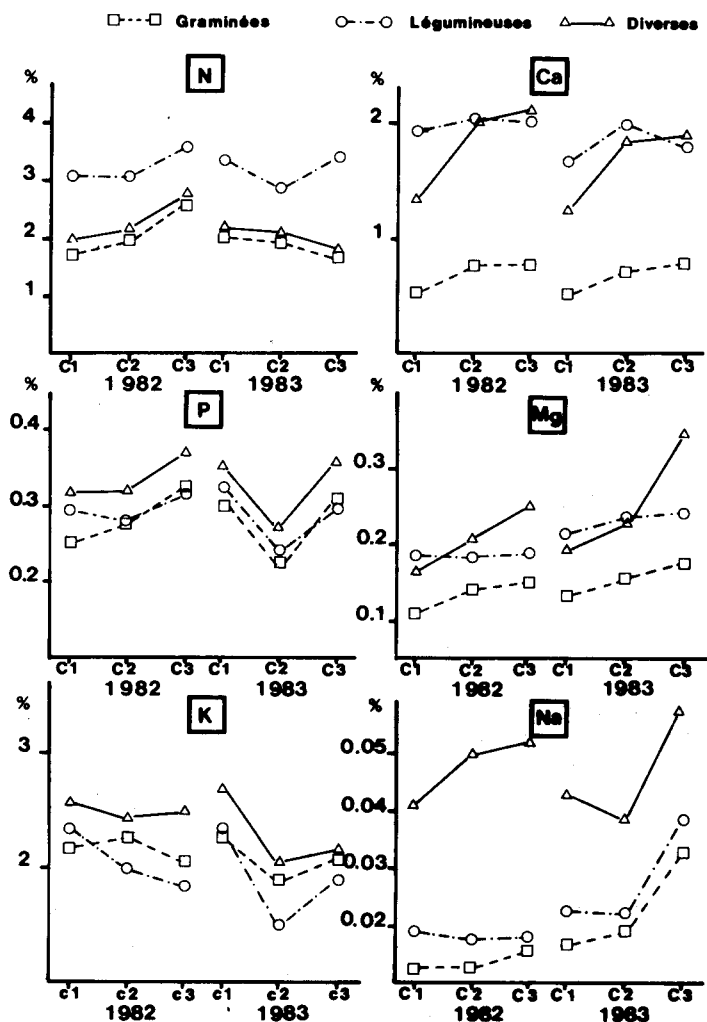 Graminées Légumineuses Diverses
N
%
4
3
2
1
C1 C2 C3 C1 C2 C3
1982 1983
Ca
%
2
1
C1 C2 C3 C1 C2 C3
1982 1983
P
%
0.4
0.3
0.2
C1 C2 C3 C1 C2 C3
1982 1983
Mg
%
0.3
0.2
0.1
C1 C2 C3 C1 C2 C3
1982 1983
K
%
3
2
c1 c2 c3 c1 c2 c3
1982 1983
Na
%
0.05
0.04
0.03
0.02
C1 C2 C3 C1 C2 C3
1982 1983